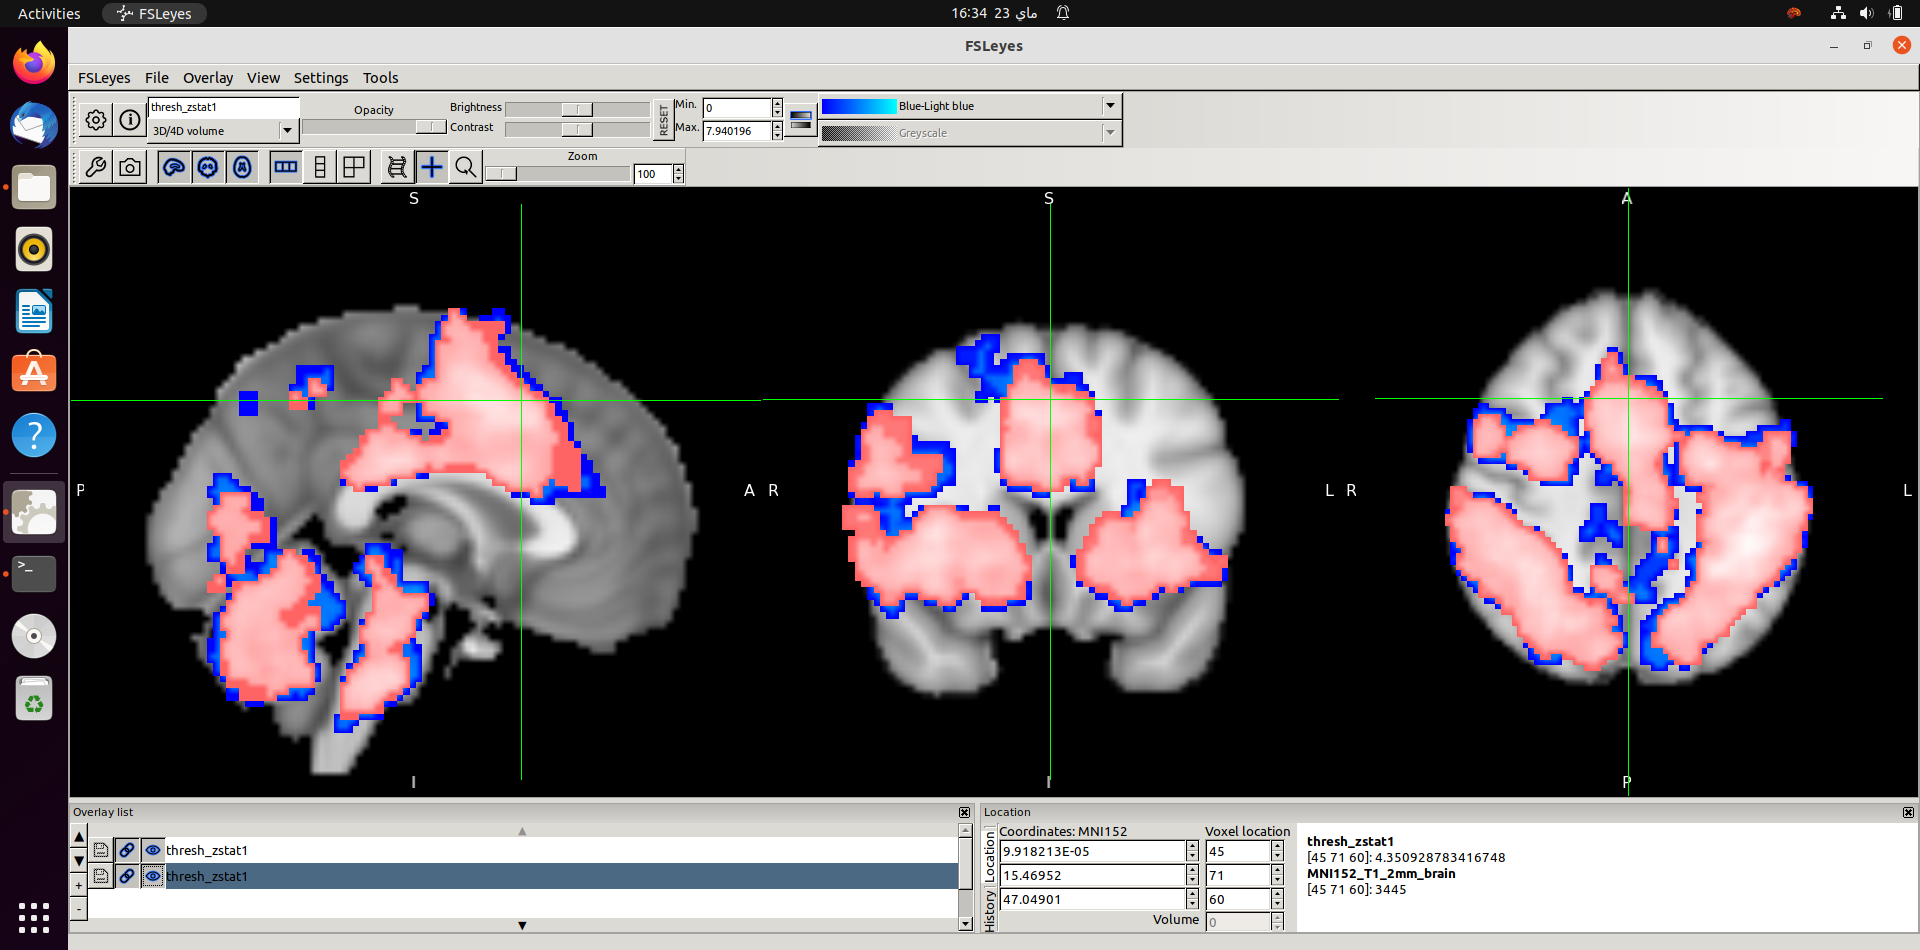 Activities
FSLeyes
16:34 23 ماي
FSLeyes
FSLeyes File Overlay View Settings Tools
thresh_zstat1
3D/4D volume
Opacity
Brightness
Contrast
RESET
Min. 0
Max. 7.940196
Blue-Light blue
Greyscale
Zoom
100
S
S
A
P
A
R
L
R
L
I
I
P
Overlay list
thresh_zstat1
thresh_zstat1
Location
Location
History
Coordinates: MNI152
Voxel location
9.918213E-05
45
15.46952
71
47.04901
60
Volume
0
thresh_zstat1
[45 71 60]: 4.350928783416748
MNI152_T1_2mm_brain
[45 71 60]: 3445